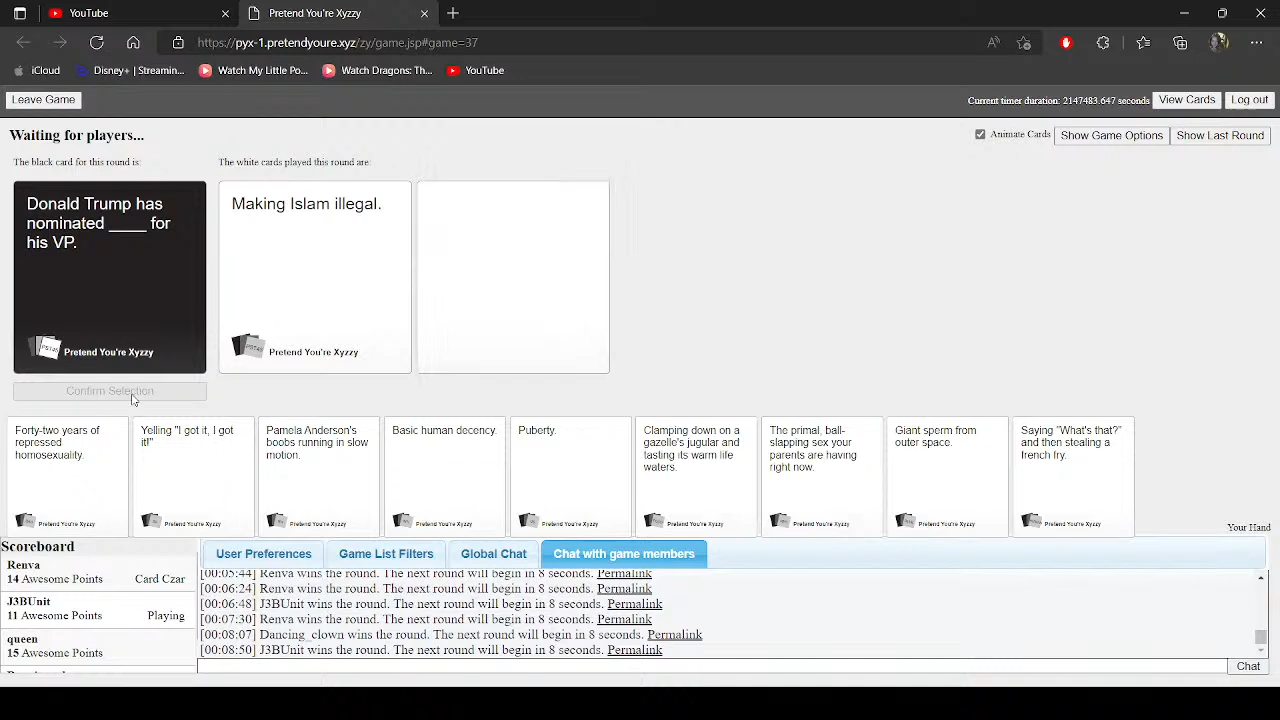 YouTube
Pretend You're Xyzzy
https://pyx-1.pretendyoure.xyz/zy/game.jsp#game=37
iCloud
Disney+ | Streamin...
Watch My Little Po...
Watch Dragons: Th...
YouTube
Leave Game
Current timer duration: 2147483.647 seconds
View Cards
Log out
Waiting for players...
Animate Cards
Show Game Options
Show Last Round
The black card for this round is:
The white cards played this round are:
Donald Trump has
nominated ____ for
his VP.
Pretend You're Xyzzy
Making Islam illegal.
Pretend You're Xyzzy
Confirm Selection
Forty-two years of
repressed
homosexuality.
Pretend You're Xyzzy
Yelling "I got it, I got
it!"
Pretend You're Xyzzy
Pamela Anderson's
boobs running in slow
motion.
Pretend You're Xyzzy
Basic human decency.
Pretend You're Xyzzy
Puberty.
Pretend You're Xyzzy
Clamping down on a
gazelle's jugular and
tasting its warm life
waters.
Pretend You're Xyzzy
The primal, ball-
slapping sex your
parents are having
right now.
Pretend You're Xyzzy
Giant sperm from
outer space.
Pretend You're Xyzzy
Saying "What's that?"
and then stealing a
french fry.
Pretend You're Xyzzy
Your Hand
Scoreboard
Renva
14 Awesome Points Card Czar
J3BUnit
11 Awesome Points Playing
queen
15 Awesome Points
User Preferences
Game List Filters
Global Chat
Chat with game members
[00:05:44] Renva wins the round. The next round will begin in 8 seconds. Permalink
[00:06:24] Renva wins the round. The next round will begin in 8 seconds. Permalink
[00:06:48] J3BUnit wins the round. The next round will begin in 8 seconds. Permalink
[00:07:30] Renva wins the round. The next round will begin in 8 seconds. Permalink
[00:08:07] Dancing_clown wins the round. The next round will begin in 8 seconds. Permalink
[00:08:50] J3BUnit wins the round. The next round will begin in 8 seconds. Permalink
Chat